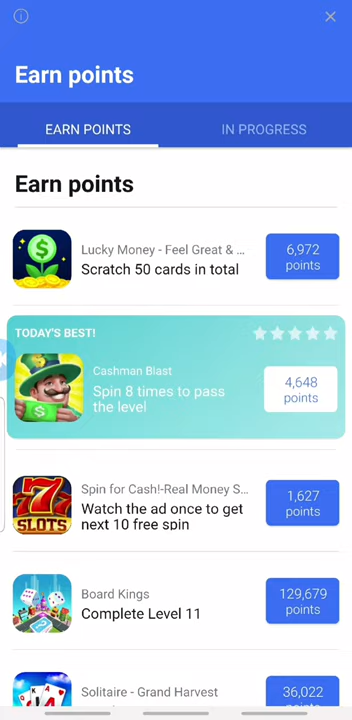 Earn points
EARN POINTS
IN PROGRESS
Earn points
Lucky Money - Feel Great & ...
Scratch 50 cards in total
6,972
points
TODAY'S BEST!
Cashman Blast
Spin 8 times to pass
the level
4,648
points
777
SLOTS
Spin for Cash!-Real Money S...
Watch the ad once to get
next 10 free spin
1,627
points
Board Kings
Complete Level 11
129,679
points
Solitaire - Grand Harvest
36,022
points